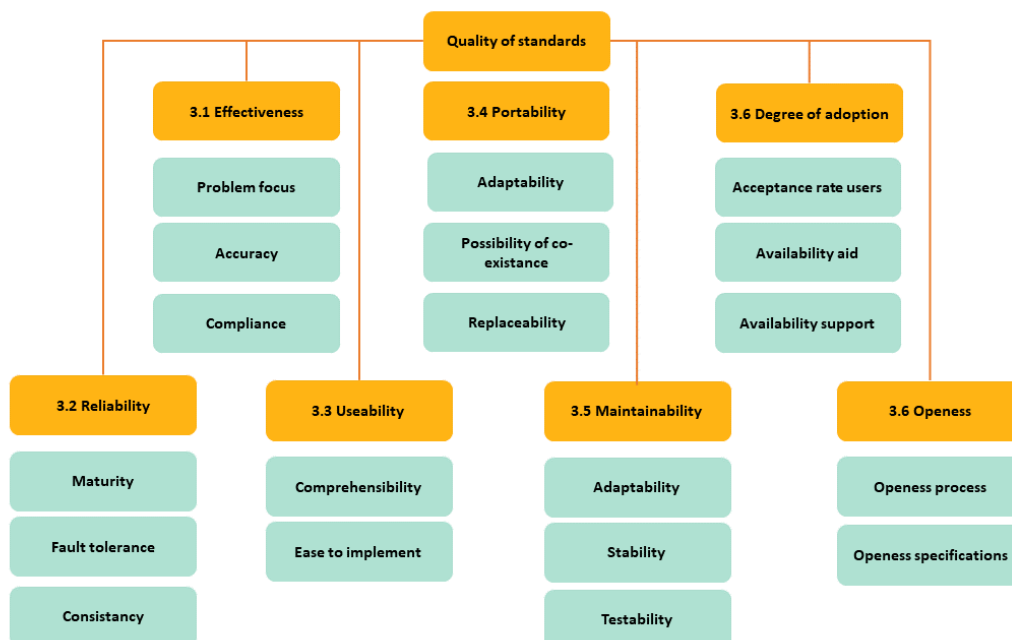 Quality of standards
3.1 Effectiveness
Problem focus
Accuracy
Compliance
3.4 Portability
Adaptability
Possibility of co-
existance
Replaceability
3.6 Degree of adoption
Acceptance rate users
Availability aid
Availability support
3.2 Reliability
Maturity
Fault tolerance
Consistancy
3.3 Useability
Comprehensibility
Ease to implement
3.5 Maintainability
Adaptability
Stability
Testability
3.6 Openess
Openess process
Openess specifications